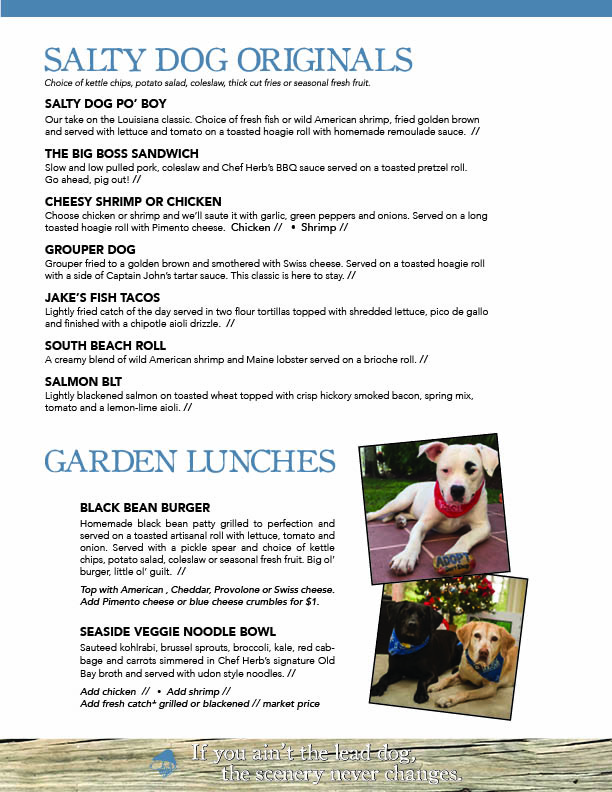 SALTY DOG ORIGINALS
Choice of kettle chips, potato salad, coleslaw, thick cut fries or seasonal fresh fruit.
SALTY DOG PO’ BOY
Our take on the Louisiana classic. Choice of fresh fish or wild American shrimp, fried golden brown
and served with lettuce and tomato on a toasted hoagie roll with homemade remoulade sauce. //
THE BIG BOSS SANDWICH
Slow and low pulled pork, coleslaw and Chef Herb’s BBQ sauce served on a toasted pretzel roll.
Go ahead, pig out! //
CHEESY SHRIMP OR CHICKEN
Choose chicken or shrimp and we’ll saute it with garlic, green peppers and onions. Served on a long
toasted hoagie roll with Pimento cheese. Chicken // • Shrimp //
GROUPER DOG
Grouper fried to a golden brown and smothered with Swiss cheese. Served on a toasted hoagie roll
with a side of Captain John’s tartar sauce. This classic is here to stay. //
JAKE’S FISH TACOS
Lightly fried catch of the day served in two flour tortillas topped with shredded lettuce, pico de gallo
and finished with a chipotle aioli drizzle. //
SOUTH BEACH ROLL
A creamy blend of wild American shrimp and Maine lobster served on a brioche roll. //
SALMON BLT
Lightly blackened salmon on toasted wheat topped with crisp hickory smoked bacon, spring mix,
tomato and a lemon-lime aioli. //
GARDEN LUNCHES
BLACK BEAN BURGER
Homemade black bean patty grilled to perfection and
served on a toasted artisanal roll with lettuce, tomato and
onion. Served with a pickle spear and choice of kettle
chips, potato salad, coleslaw or seasonal fresh fruit. Big ol’
burger, little ol’ guilt. //
Top with American , Cheddar, Provolone or Swiss cheese.
Add Pimento cheese or blue cheese crumbles for $1.
SEASIDE VEGGIE NOODLE BOWL
Sauteed kohlrabi, brussel sprouts, broccoli, kale, red cab-
bage and carrots simmered in Chef Herb’s signature Old
Bay broth and served with udon style noodles. //
Add chicken // • Add shrimp //
Add fresh catch* grilled or blackened // market price
ADOPT
If you ain’t the lead dog,
the scenery never changes.